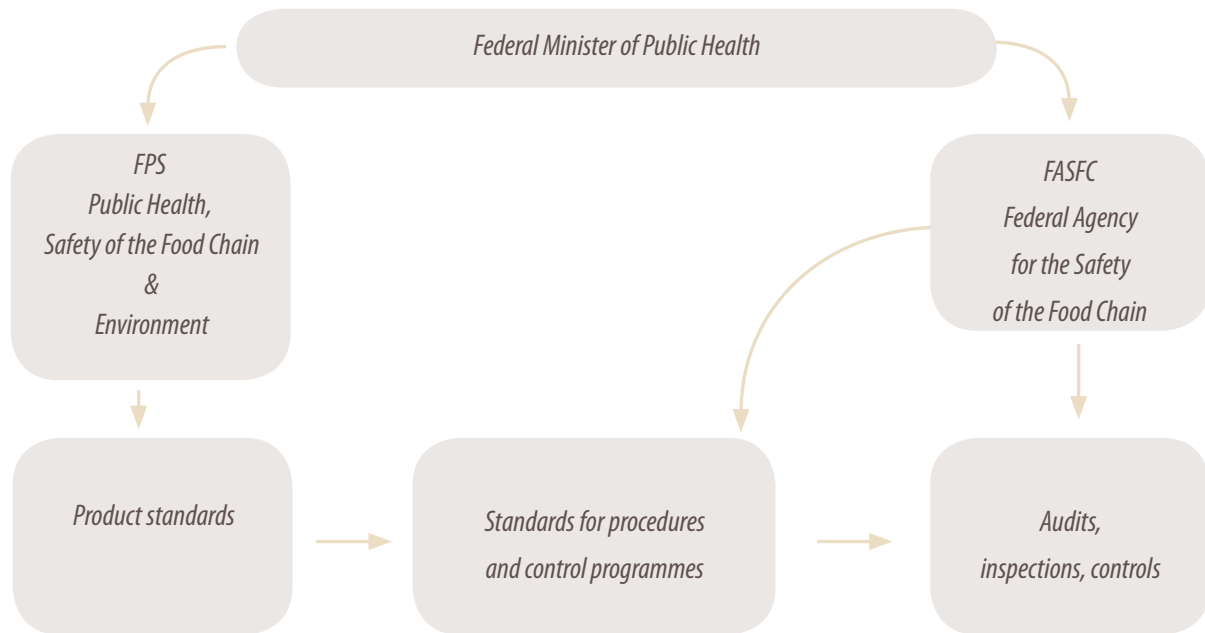 Federal Minister of Public Health
FPS
Public Health,
Safety of the Food Chain
&
Environment
FASFC
Federal Agency
for the Safety
of the Food Chain
Product standards
Standards for procedures
and control programmes
Audits,
inspections, controls